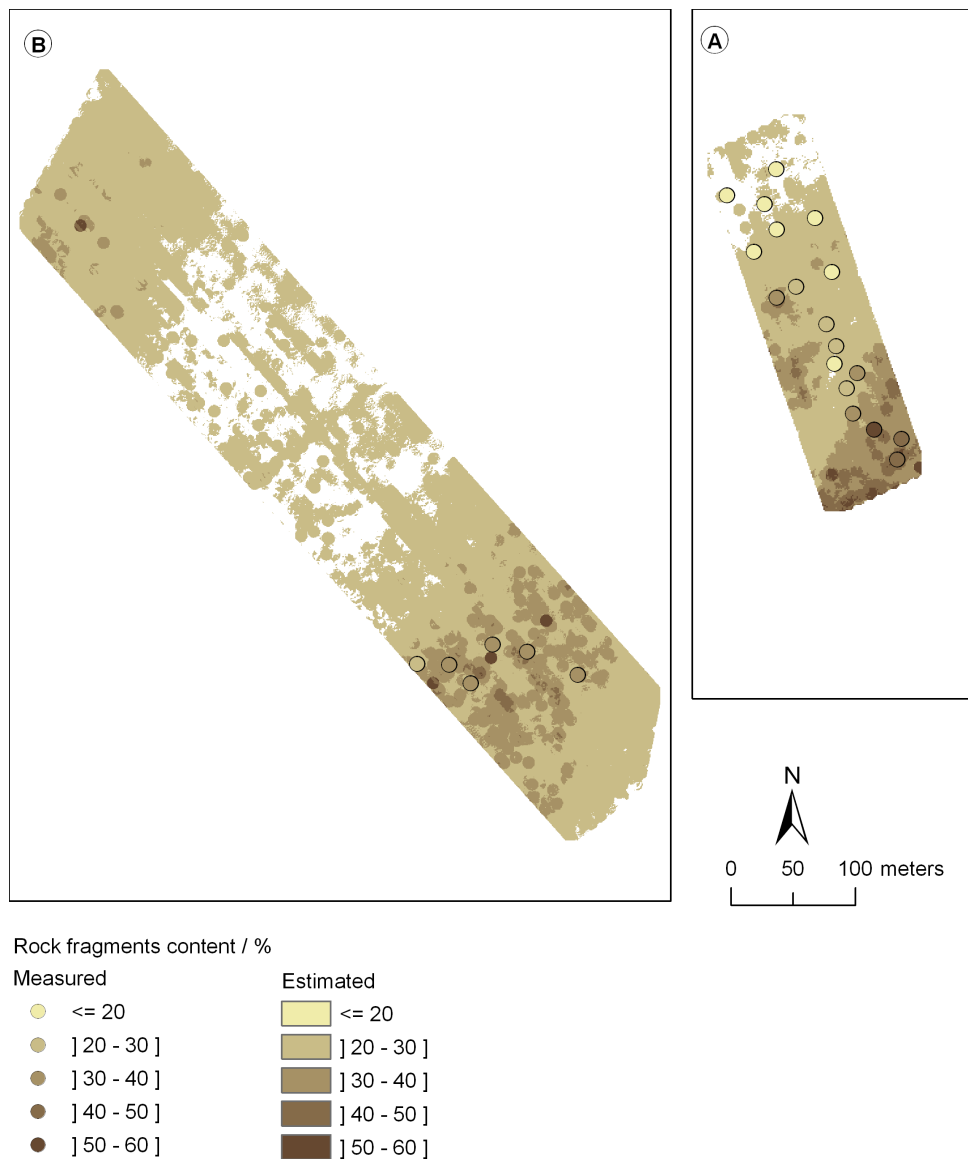 B
A
N
0 50 100 meters
Rock fragments content / %
Measured
Estimated
<= 20
<= 20
] 20 - 30 ]
] 20 - 30 ]
] 30 - 40 ]
] 30 - 40 ]
] 40 - 50 ]
] 40 - 50 ]
] 50 - 60 ]
] 50 - 60 ]